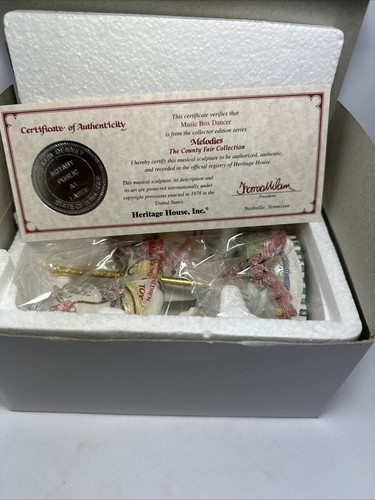 Certificate of Authenticity
This certificate verifies that
Music Box Dancer
is from the collector edition series
Melodies
The County Fair Collection
I hereby certify this musical sculpture to be authorized, authentic,
and recorded in the official registry of Heritage House.
This musical sculpture, its description and
its art are protected internationally under
copyright provisions enacted in 1978 in the
United States.
Heritage House, Inc.®
President
Nashville, Tennessee
NOTARY
PUBLIC
AT
LARGE